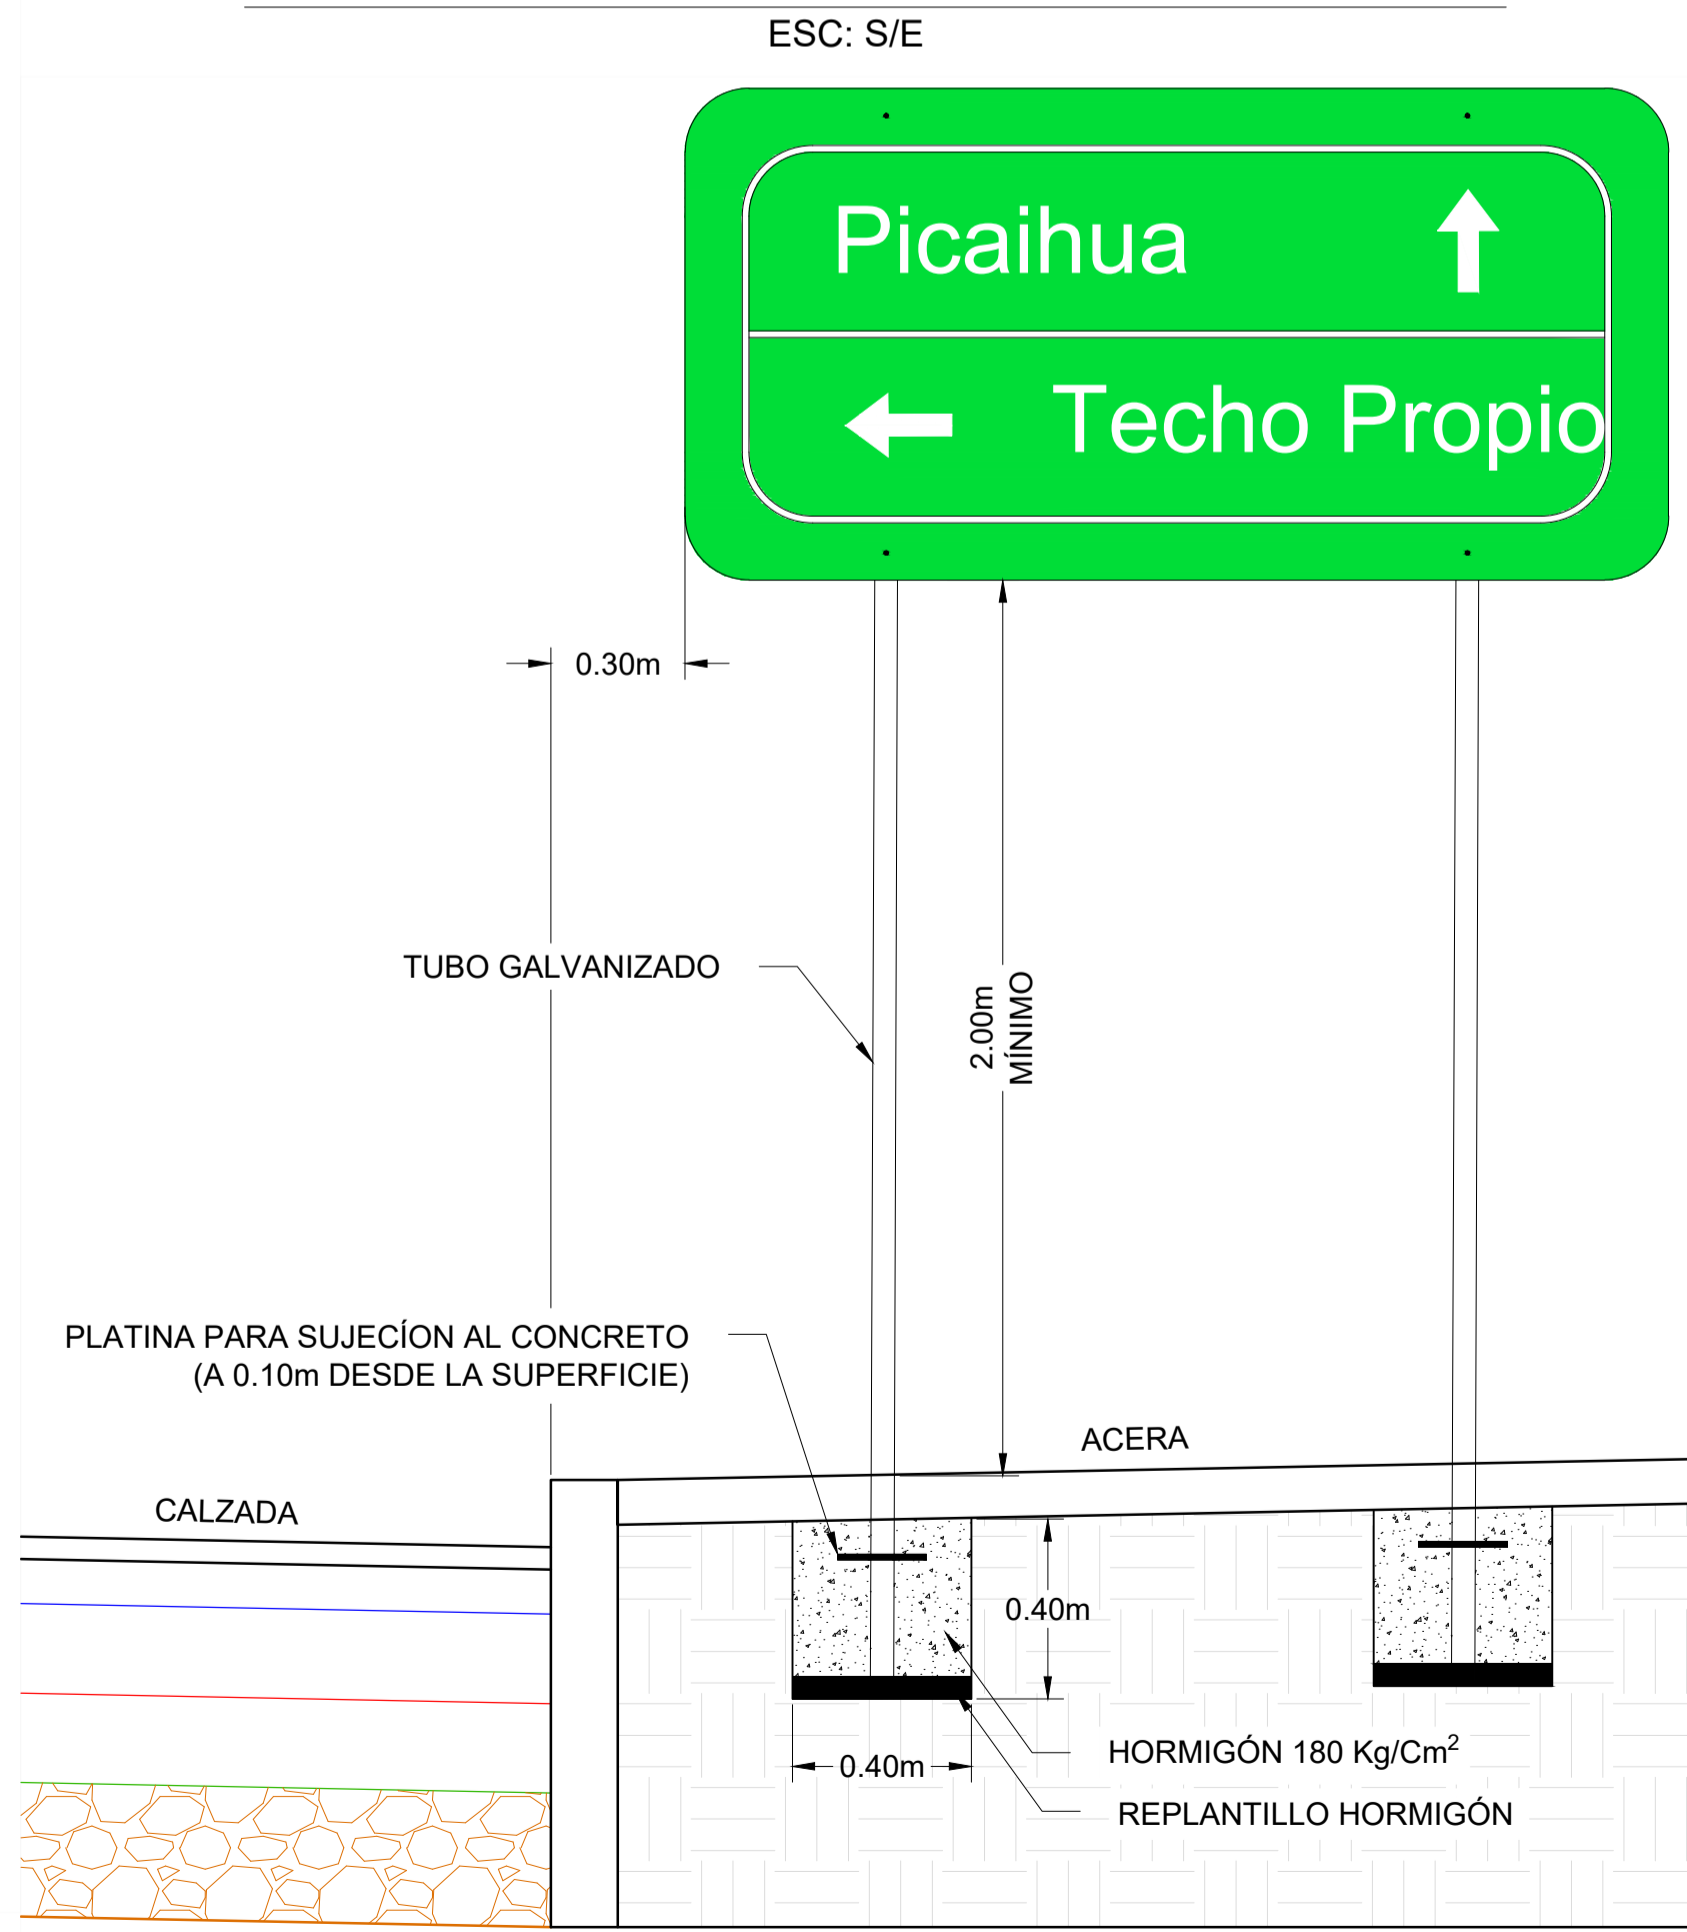 ESC: S/E
Picaihua
Techo Propio
0.30m
TUBO GALVANIZADO
2.00m
MÍNIMO
PLATINA PARA SUJECÍON AL CONCRETO
(A 0.10m DESDE LA SUPERFICIE)
ACERA
CALZADA
0.40m
HORMIGÓN 180 Kg/Cm²
0.40m
REPLANTILLO HORMIGÓN